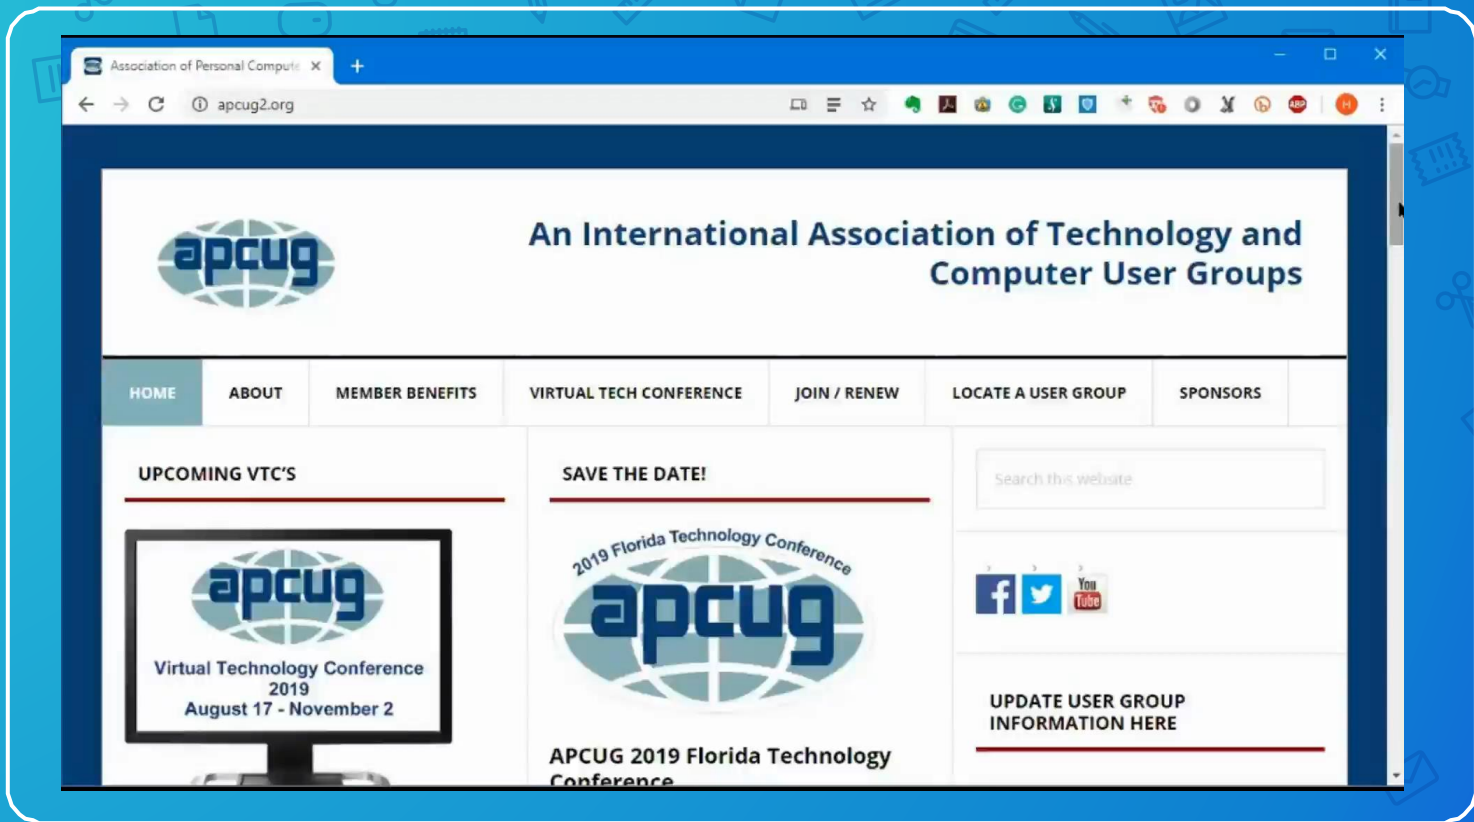 Association of Personal Compute
apcug2.org
ABP
H
apcug
An International Association of Technology and
Computer User Groups
HOME
ABOUT
MEMBER BENEFITS
VIRTUAL TECH CONFERENCE
JOIN / RENEW
LOCATE A USER GROUP
SPONSORS
UPCOMING VTC'S
apcug
Virtual Technology Conference
2019
August 17 - November 2
SAVE THE DATE!
2019 Florida Technology Conference
apcug
APCUG 2019 Florida Technology
Conference
Search this website
You
Tube
UPDATE USER GROUP
INFORMATION HERE